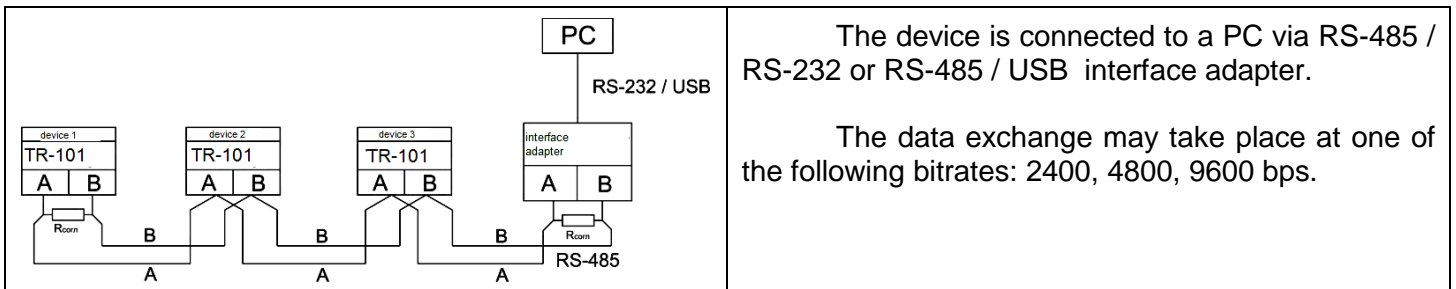 PC
RS-232 / USB
device 1
TR-101
A B
device 2
TR-101
A B
device 3
TR-101
A B
interface
adapter
A B
Rcorn
Rcorn
B
B
B
RS-485
A
A
A
The device is connected to a PC via RS-485 /
RS-232 or RS-485 / USB interface adapter.
The data exchange may take place at one of
the following bitrates: 2400, 4800, 9600 bps.